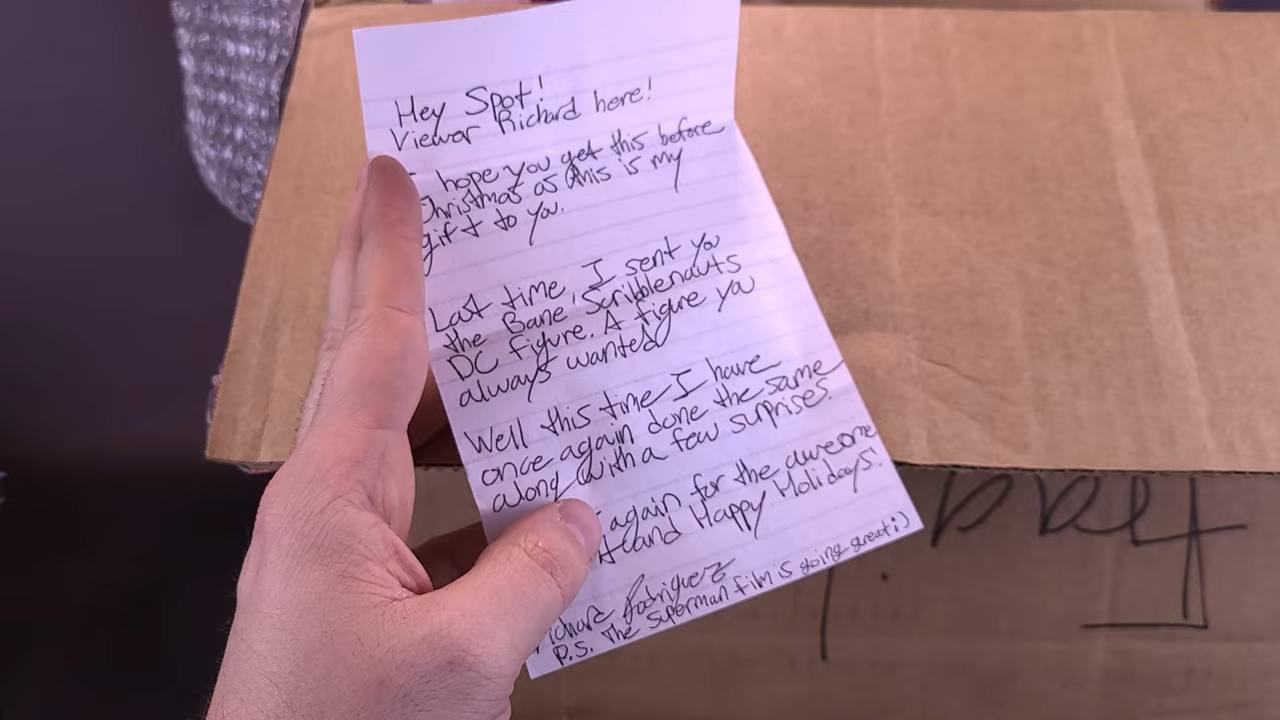 Hey Spot!
Viewer Richard here!
hope you get this before
Christmas as this is my
gift to you.
Last time, I sent you
the Bane, Scribblenauts
DC figure. A figure you
always wanted
Well this time I have
once again done the same
along with a few surprises.
again for the awesome
and Happy Holidays.
Richard Rodriguez
P.S. The Superman film is going great ;)